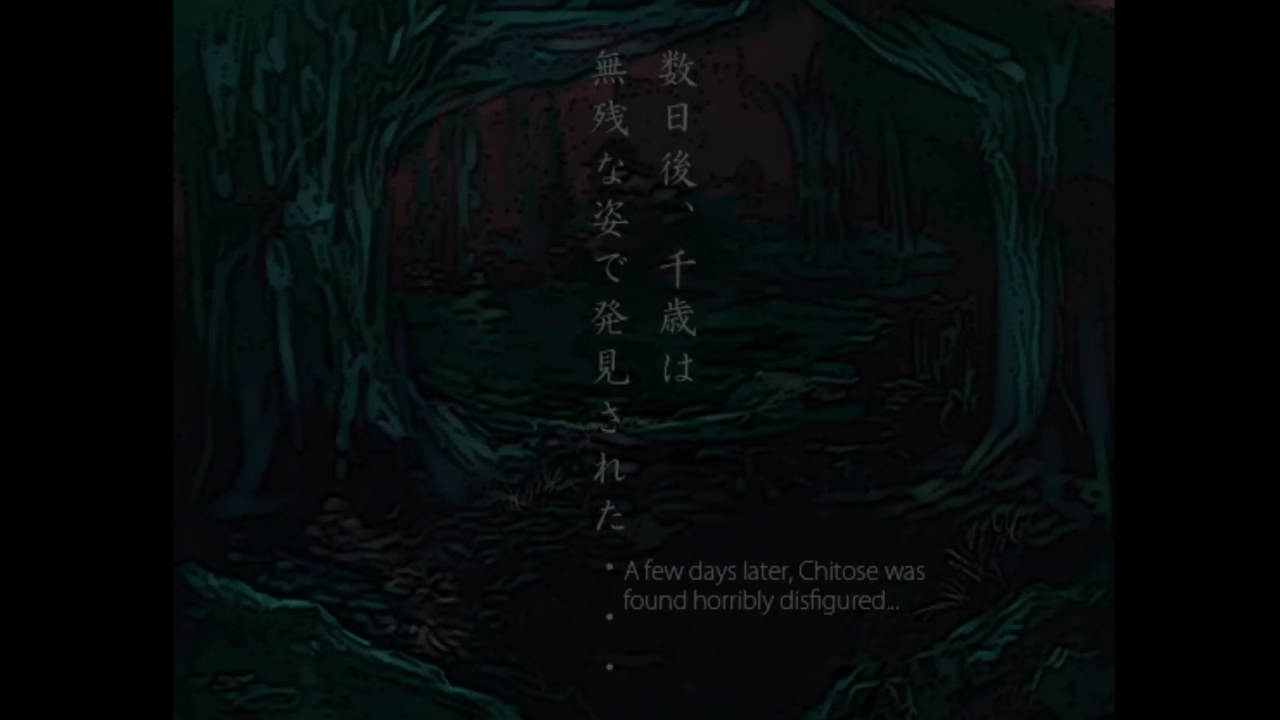 数日後、千歳は
無残な姿で発見された・・・
A few days later, Chitose was
found horribly disfigured...